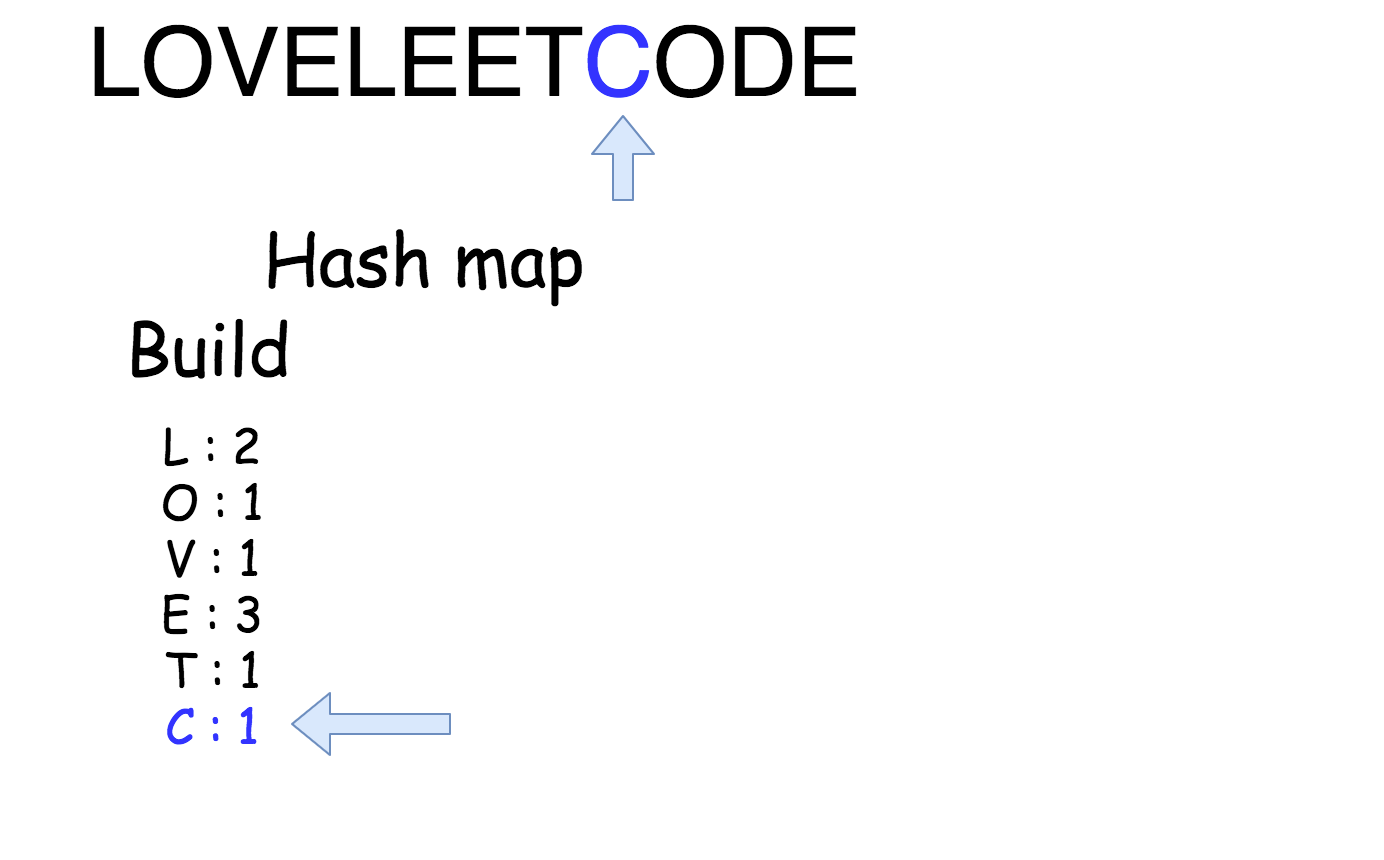 LOVELEETCODE
Hash map
Build
L : 2
O : 1
V : 1
E : 3
T : 1
C : 1